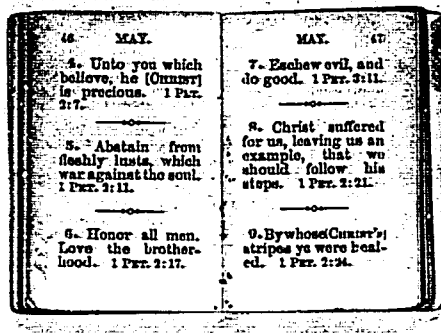 46 MAY.
4. Unto you which
believe, he [CHRIST]
is precious. 1 PET.
2:7.
5. Abstain from
fleshly lusts, which
war against the soul.
1 PET. 2:11.
6. Honor all men.
Love the brother-
hood. 1 PET. 2:17.
MAY. 47
7. Eschew evil, and
do good. 1 PET. 3:11.
8. Christ suffered
for us, leaving us an
example, that we
should follow his
steps. 1 PET. 2:21.
9. By whose [CHRIST'S]
stripes ye were heal-
ed. 1 PET. 2:24.